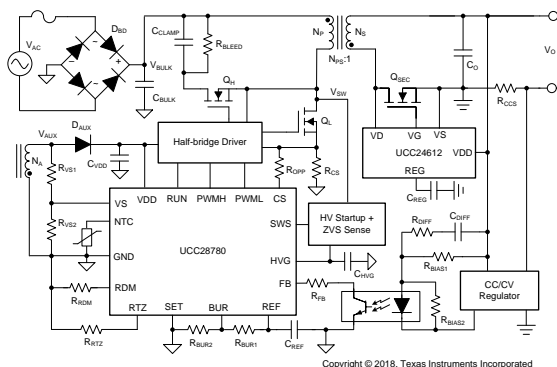 D_BD
V_AC
V_BULK
C_BULK
C_CLAMP
R_BLEED
N_P
N_S
N_PS:1
Q_H
V_SW
C_O
V_O
Q_SEC
R_CCS
VD
VG
VS
UCC24612
VDD
REG
C_REG
Half-bridge Driver
Q_L
V_AUX
D_AUX
C_VDD
N_A
R_VS1
R_VS2
R_OPP
R_CS
VS
VDD
RUN
PWMH
PWML
CS
NTC
GND
RDM
RTZ
SET
BUR
REF
UCC28780
SWS
HVG
FB
HV Startup +
ZVS Sense
C_HVG
R_FB
R_DIFF
C_DIFF
R_BIAS1
R_BIAS2
CC/CV
Regulator
R_RDM
R_RTZ
R_BUR2
R_BUR1
C_REF
+
-
Copyright © 2018, Texas Instruments Incorporated